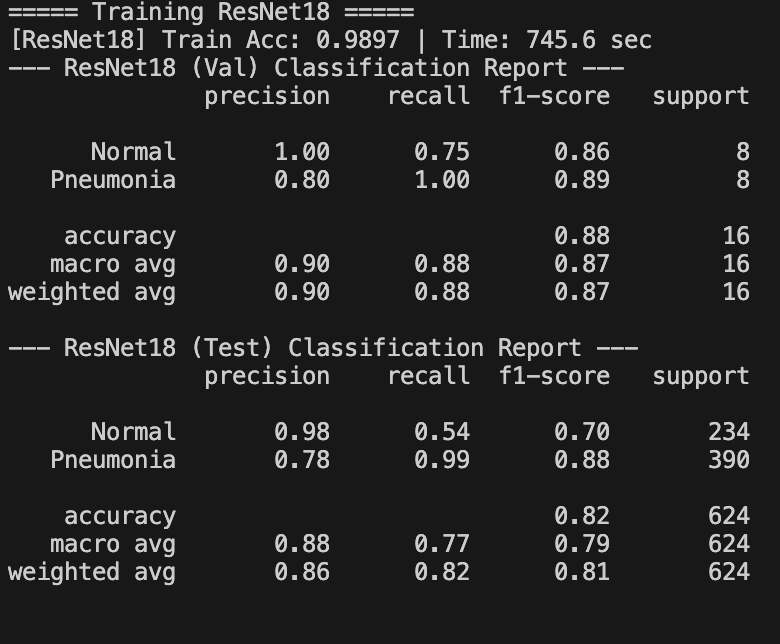 ===== Training ResNet18 =====
[ResNet18] Train Acc: 0.9897 | Time: 745.6 sec
--- ResNet18 (Val) Classification Report ---
              precision    recall  f1-score   support

      Normal       1.00      0.75      0.86         8
   Pneumonia       0.80      1.00      0.89         8

    accuracy                           0.88        16
   macro avg       0.90      0.88      0.87        16
weighted avg       0.90      0.88      0.87        16

--- ResNet18 (Test) Classification Report ---
              precision    recall  f1-score   support

      Normal       0.98      0.54      0.70       234
   Pneumonia       0.78      0.99      0.88       390

    accuracy                           0.82       624
   macro avg       0.88      0.77      0.79       624
weighted avg       0.86      0.82      0.81       624